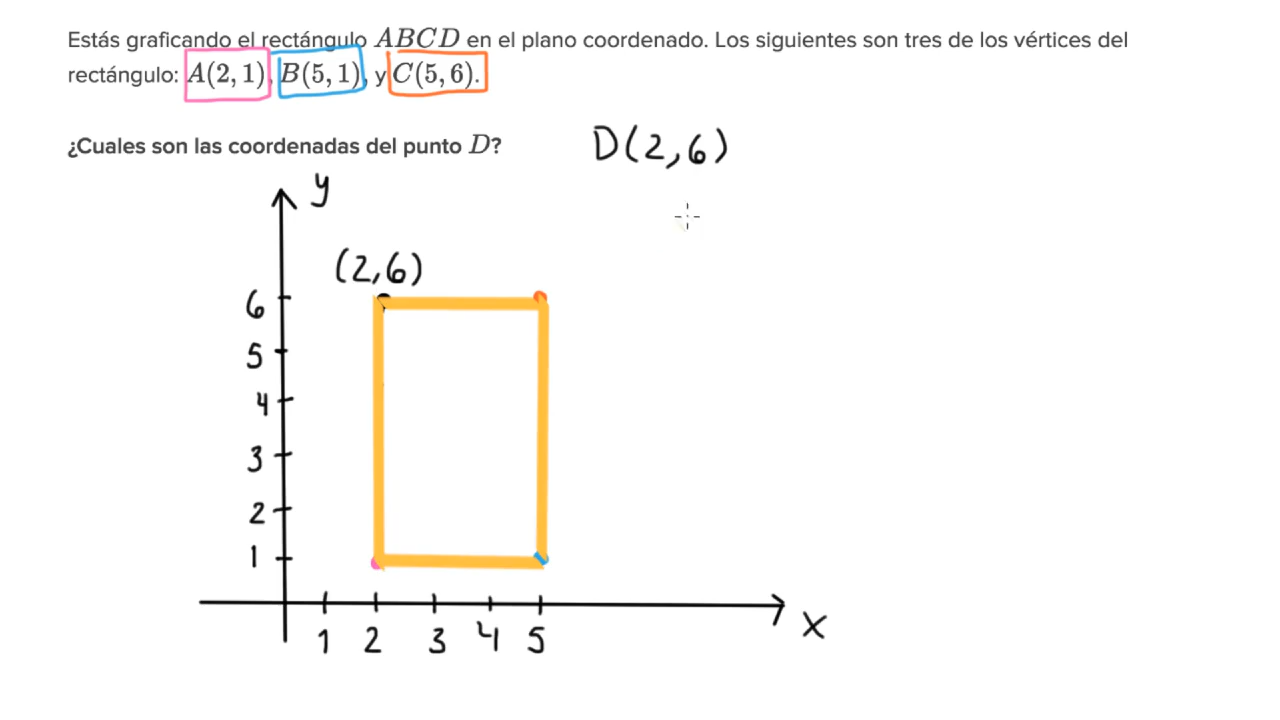 Estás graficando el rectángulo ABCD en el plano coordenado. Los siguientes son tres de los vértices del
rectángulo: A(2, 1), B(5, 1), y C(5, 6).
¿Cuales son las coordenadas del punto D?
D(2,6)
y
(2,6)
6
5
4
3
2
1
1 2 3 4 5
x